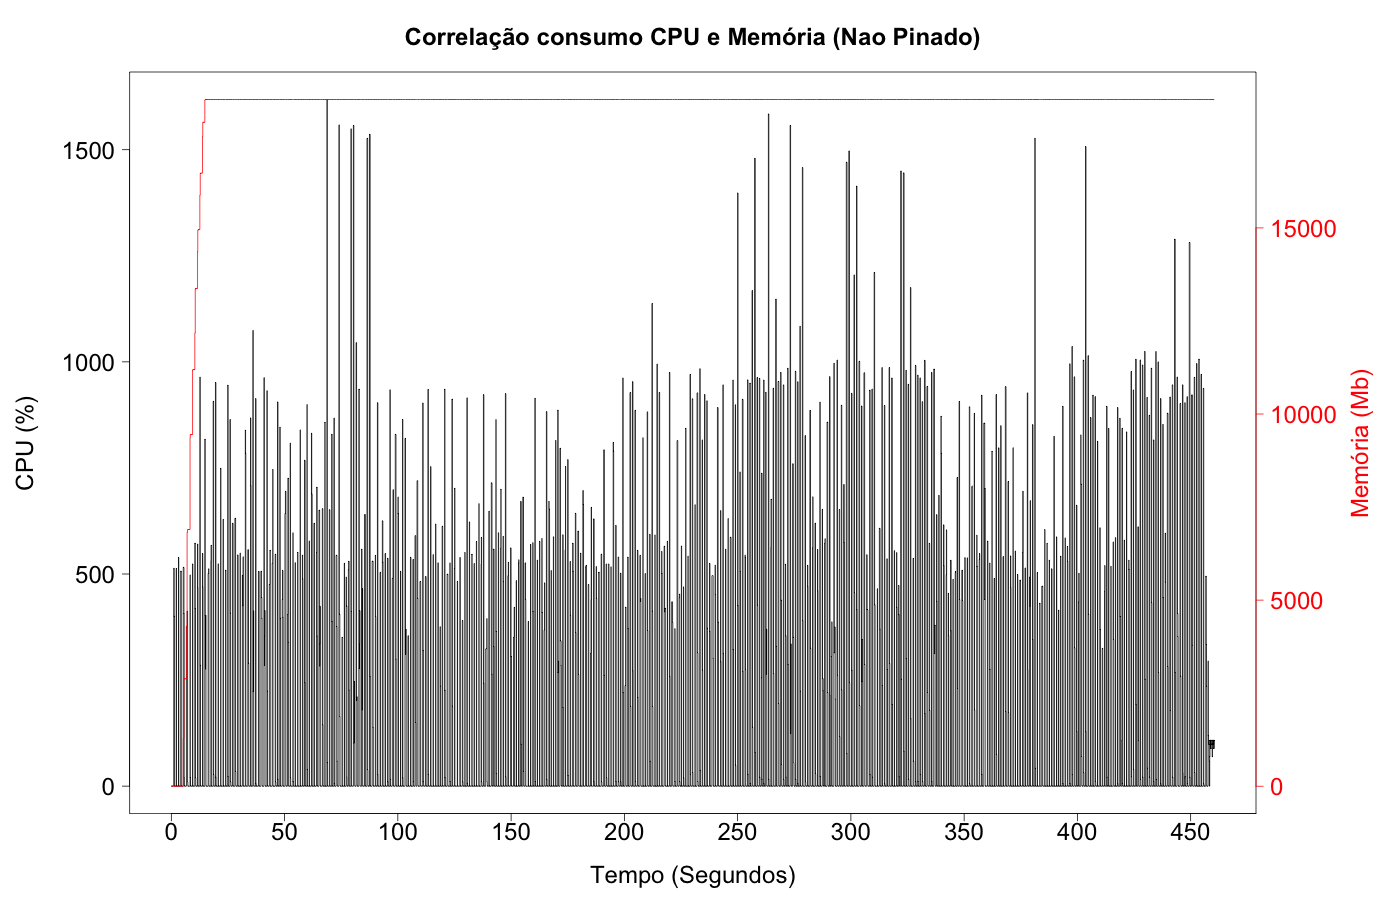 Correlação consumo CPU e Memória (Nao Pinado)
CPU (%)
1500
1000
500
0
15000
10000
5000
0
Memória (Mb)
0 50 100 150 200 250 300 350 400 450
Tempo (Segundos)